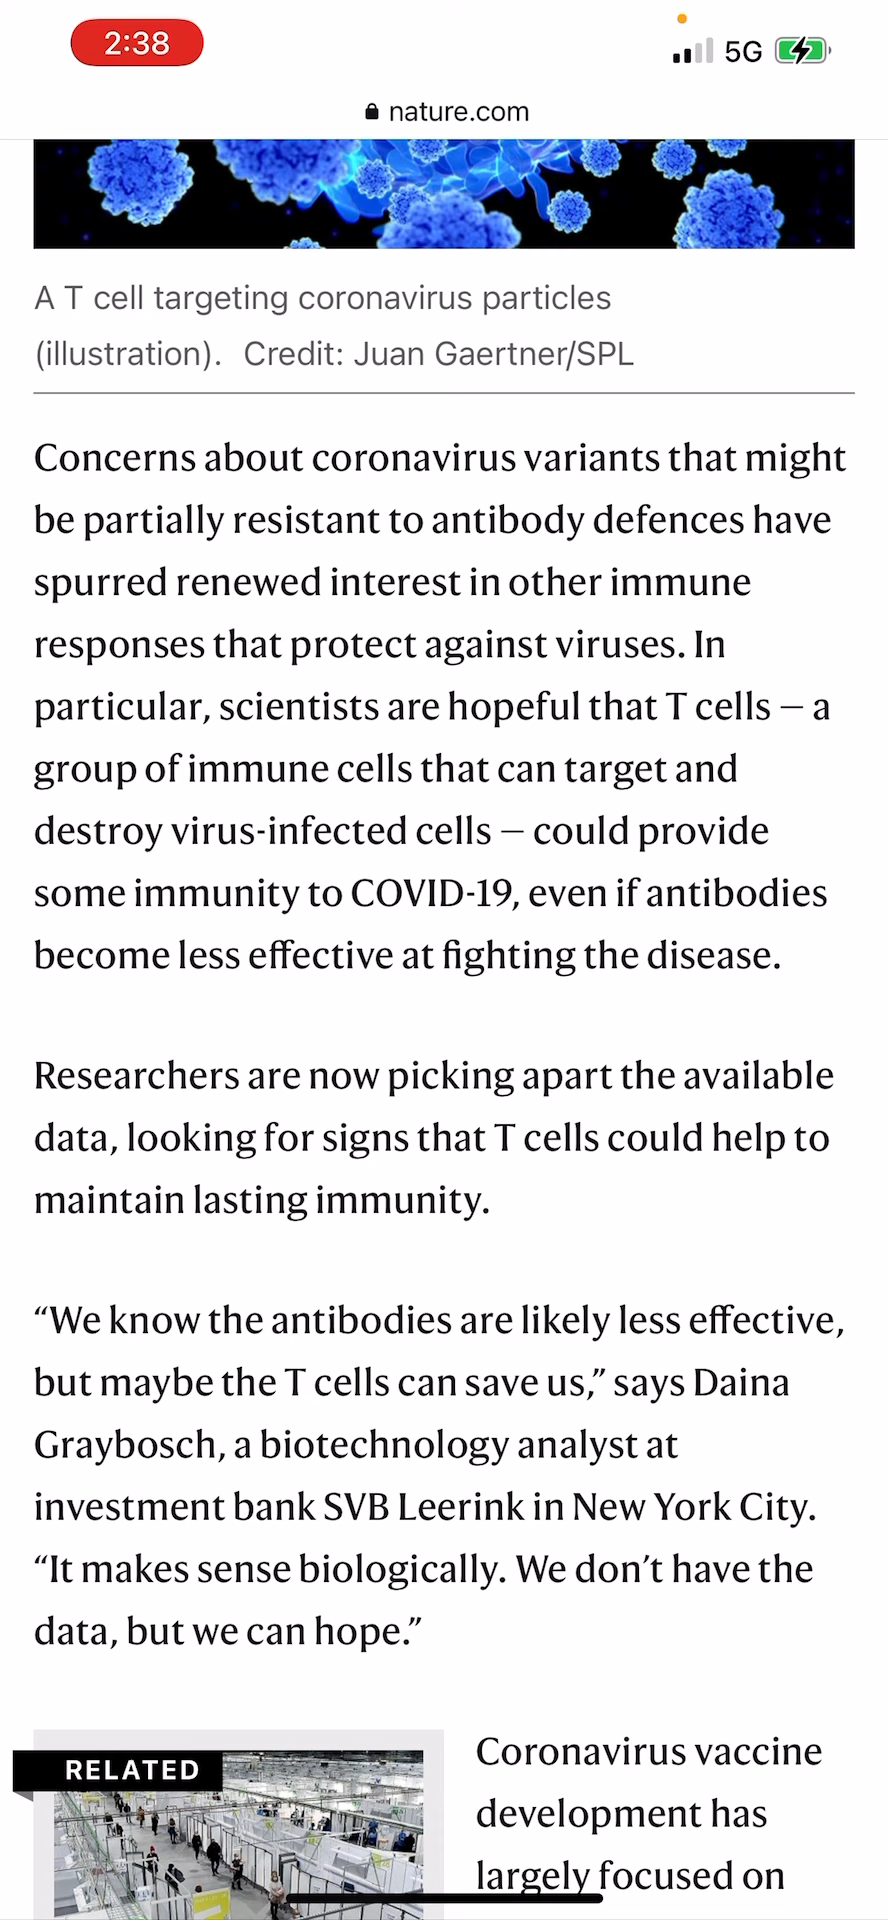 2:38
5G
nature.com
A T cell targeting coronavirus particles
(illustration). Credit: Juan Gaertner/SPL
Concerns about coronavirus variants that might
be partially resistant to antibody defences have
spurred renewed interest in other immune
responses that protect against viruses. In
particular, scientists are hopeful that T cells — a
group of immune cells that can target and
destroy virus-infected cells — could provide
some immunity to COVID-19, even if antibodies
become less effective at fighting the disease.
Researchers are now picking apart the available
data, looking for signs that T cells could help to
maintain lasting immunity.
“We know the antibodies are likely less effective,
but maybe the T cells can save us,” says Daina
Graybosch, a biotechnology analyst at
investment bank SVB Leerink in New York City.
“It makes sense biologically. We don’t have the
data, but we can hope.”
RELATED
Coronavirus vaccine
development has
largely focused on